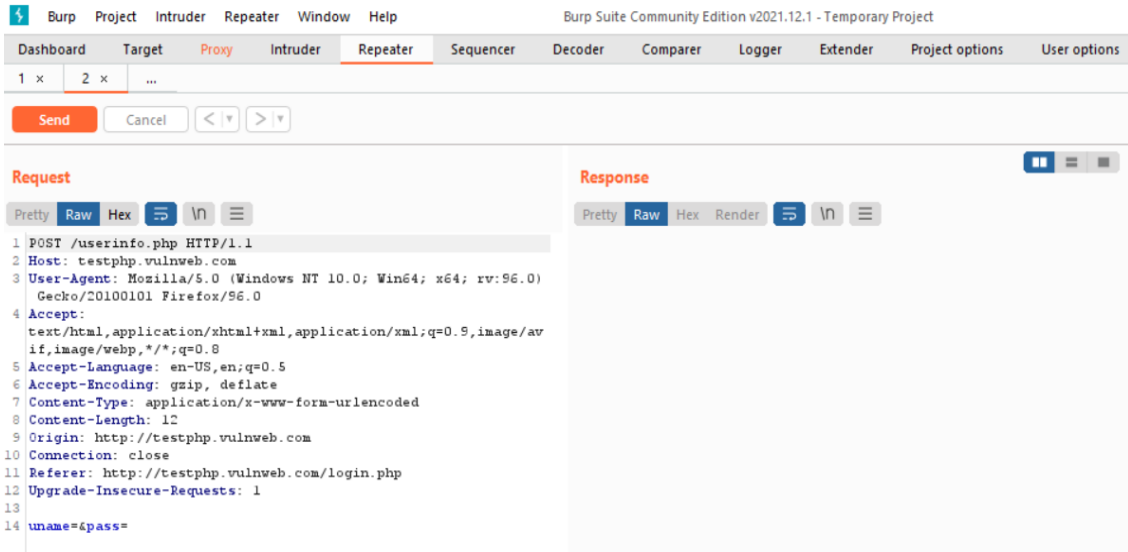 Burp Project Intruder Repeater Window Help Burp Suite Community Edition v2021.12.1 - Temporary Project
Dashboard Target Proxy Intruder Repeater Sequencer Decoder Comparer Logger Extender Project options User options
1 × 2 × ...
Send Cancel < >
Request
Response
Pretty Raw Hex \n
Pretty Raw Hex Render \n
1 POST /userinfo.php HTTP/1.1
2 Host: testphp.vulnweb.com
3 User-Agent: Mozilla/5.0 (Windows NT 10.0; Win64; x64; rv:96.0)
Gecko/20100101 Firefox/96.0
4 Accept:
text/html,application/xhtml+xml,application/xml;q=0.9,image/av
if,image/webp,*/*;q=0.8
5 Accept-Language: en-US,en;q=0.5
6 Accept-Encoding: gzip, deflate
7 Content-Type: application/x-www-form-urlencoded
8 Content-Length: 12
9 Origin: http://testphp.vulnweb.com
10 Connection: close
11 Referer: http://testphp.vulnweb.com/login.php
12 Upgrade-Insecure-Requests: 1
13
14 uname=&pass=